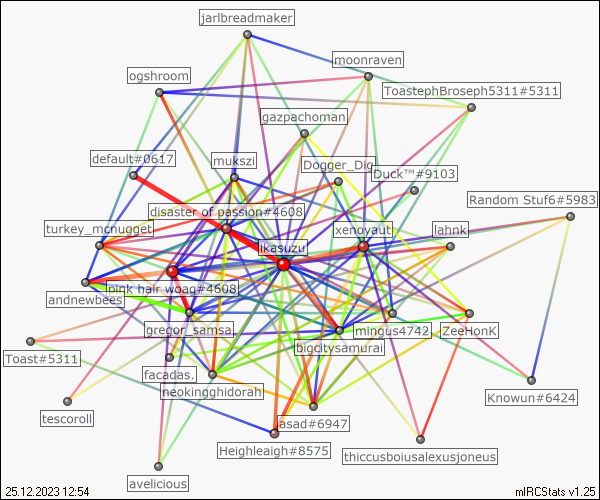 jarlbreadmaker
moonraven
ogshroom
ToastephBroseph5311#5311
gazpachoman
default#0617
mukszi
Dogger_Dig
Duck™#9103
Random Stuf6#5983
disaster of passion#4608
turkey_mcnugget
xenoyaut
lahnk
ikasuzu
pink hair woag#4608
andnewbees
gregor_samsa
mingus4742_
ZeeHonk
bigcitysamurai
Toast#5311
facadas.
neokingghidorah
Knowun#6424
tescoroll
asad#6947
Heighleaigh#8575
thiccusboiusalexusjoneus
avelicious
25.12.2023 12:54
mIRCStats v1.25